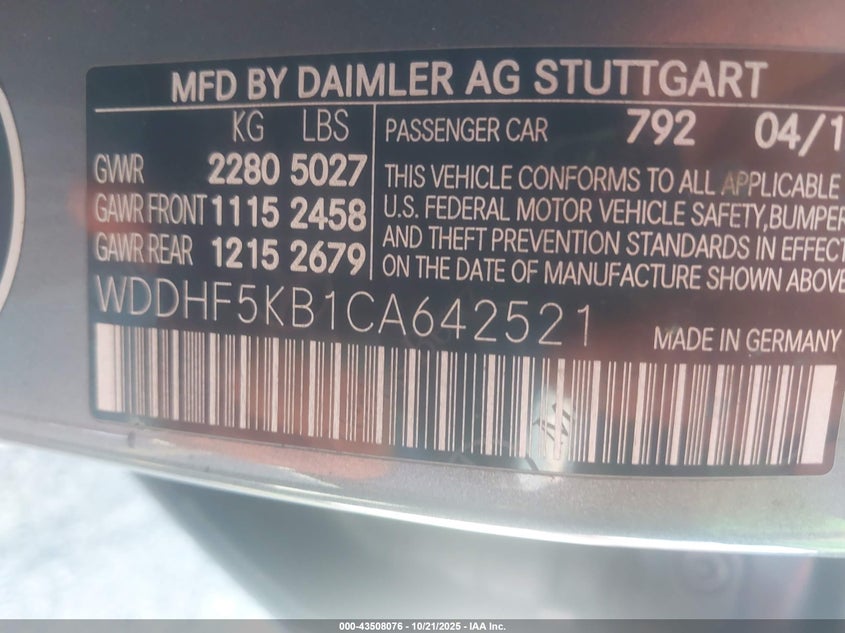 MFD BY DAIMLER AG STUTTGART
KG LBS
GVWR 2280 5027
GAWR FRONT 1115 2458
GAWR REAR 1215 2679
PASSENGER CAR 792 04/1
THIS VEHICLE CONFORMS TO ALL APPLICABLE
U.S. FEDERAL MOTOR VEHICLE SAFETY, BUMPER
AND THEFT PREVENTION STANDARDS IN EFFECT
ON THE DATE OF MANUFACTURE SHOWN ABOVE
WDDHF5KB1CA642521
MADE IN GERMANY
000-43508076 - 10/21/2025 - IAA Inc.